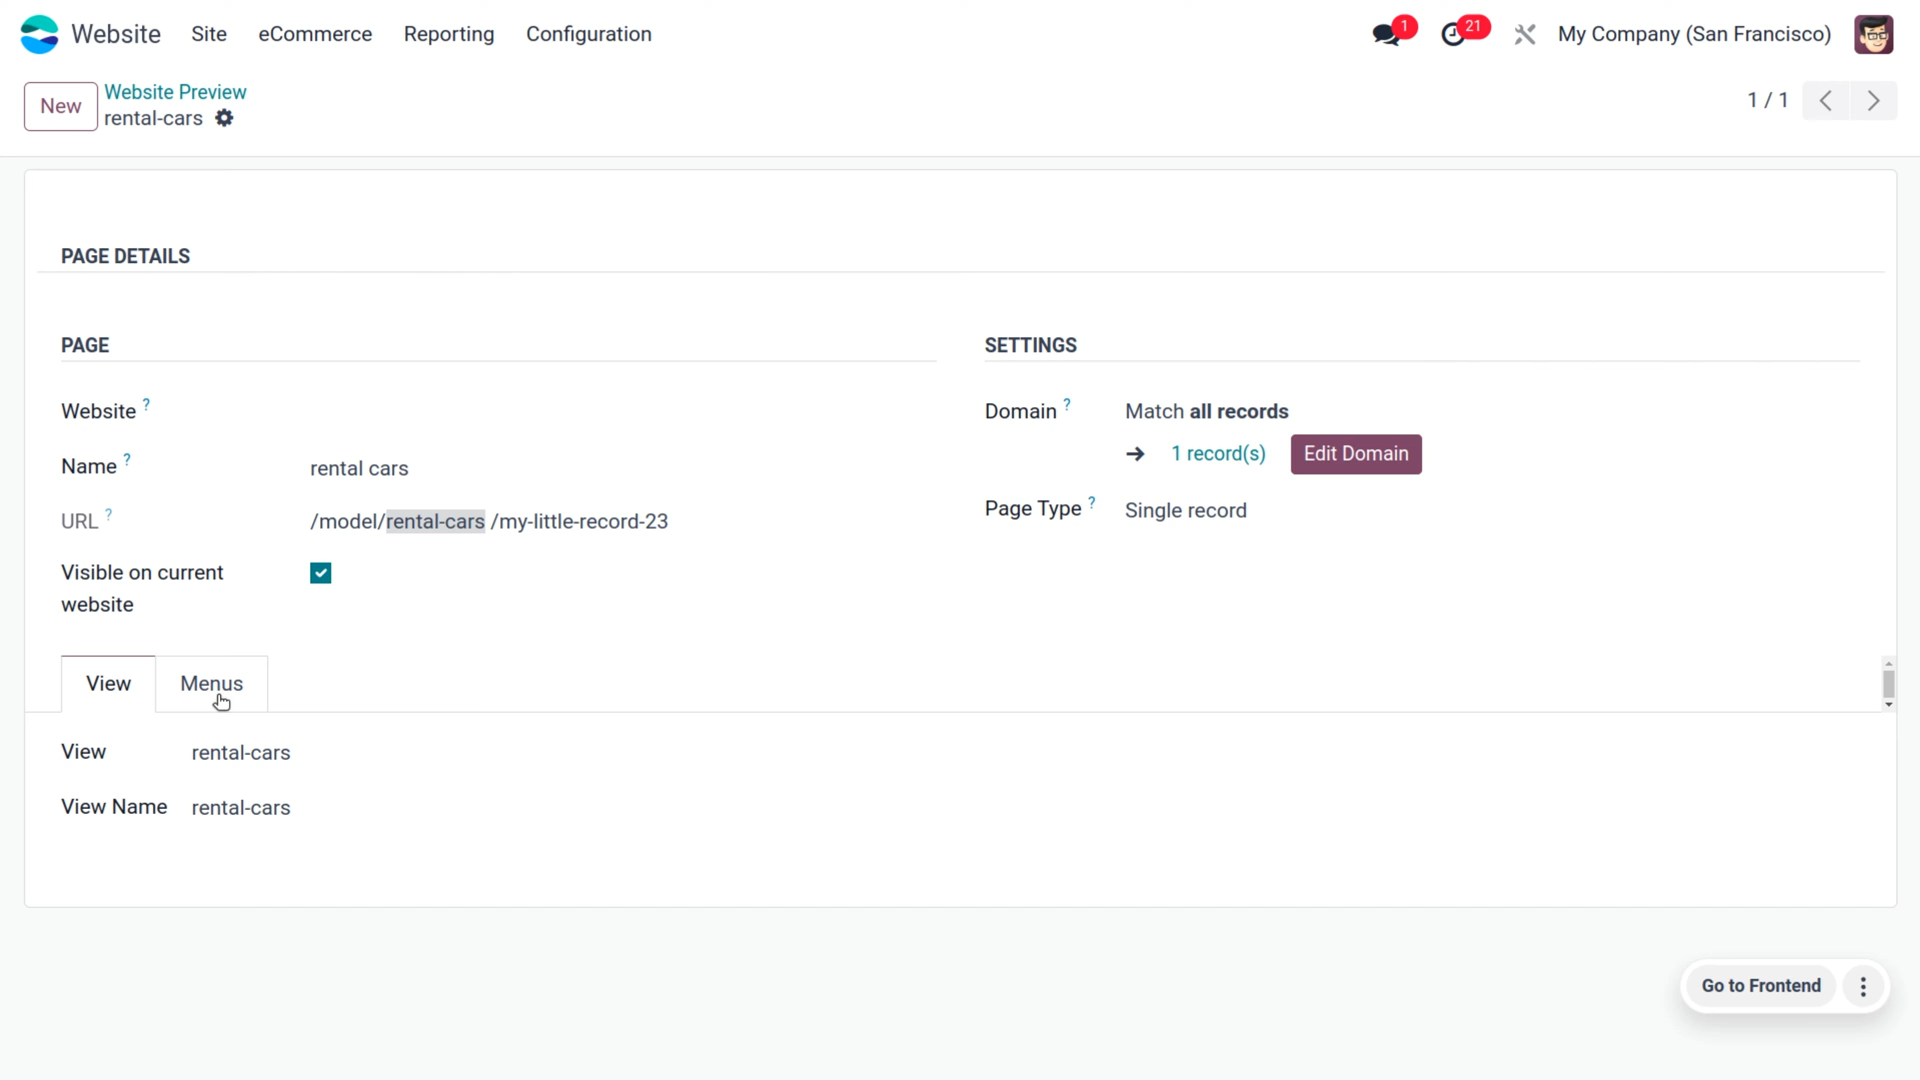 Website Site eCommerce Reporting Configuration 1 21 My Company (San Francisco)
New Website Preview
rental-cars
1 / 1
PAGE DETAILS
PAGE
Website ?
Name ? rental cars
URL ? /model/rental-cars /my-little-record-23
Visible on current
website
SETTINGS
Domain ? Match all records
→ 1 record(s) Edit Domain
Page Type ? Single record
View Menus
View rental-cars
View Name rental-cars
Go to Frontend